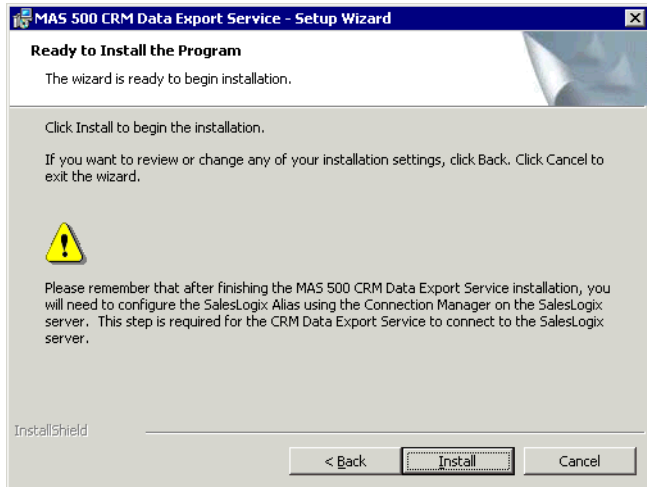 MAS 500 CRM Data Export Service - Setup Wizard
Ready to Install the Program
The wizard is ready to begin installation.
Click Install to begin the installation.
If you want to review or change any of your installation settings, click Back. Click Cancel to
exit the wizard.
Please remember that after finishing the MAS 500 CRM Data Export Service installation, you
will need to configure the SalesLogix Alias using the Connection Manager on the SalesLogix
server. This step is required for the CRM Data Export Service to connect to the SalesLogix
server.
InstallShield
< Back Install Cancel